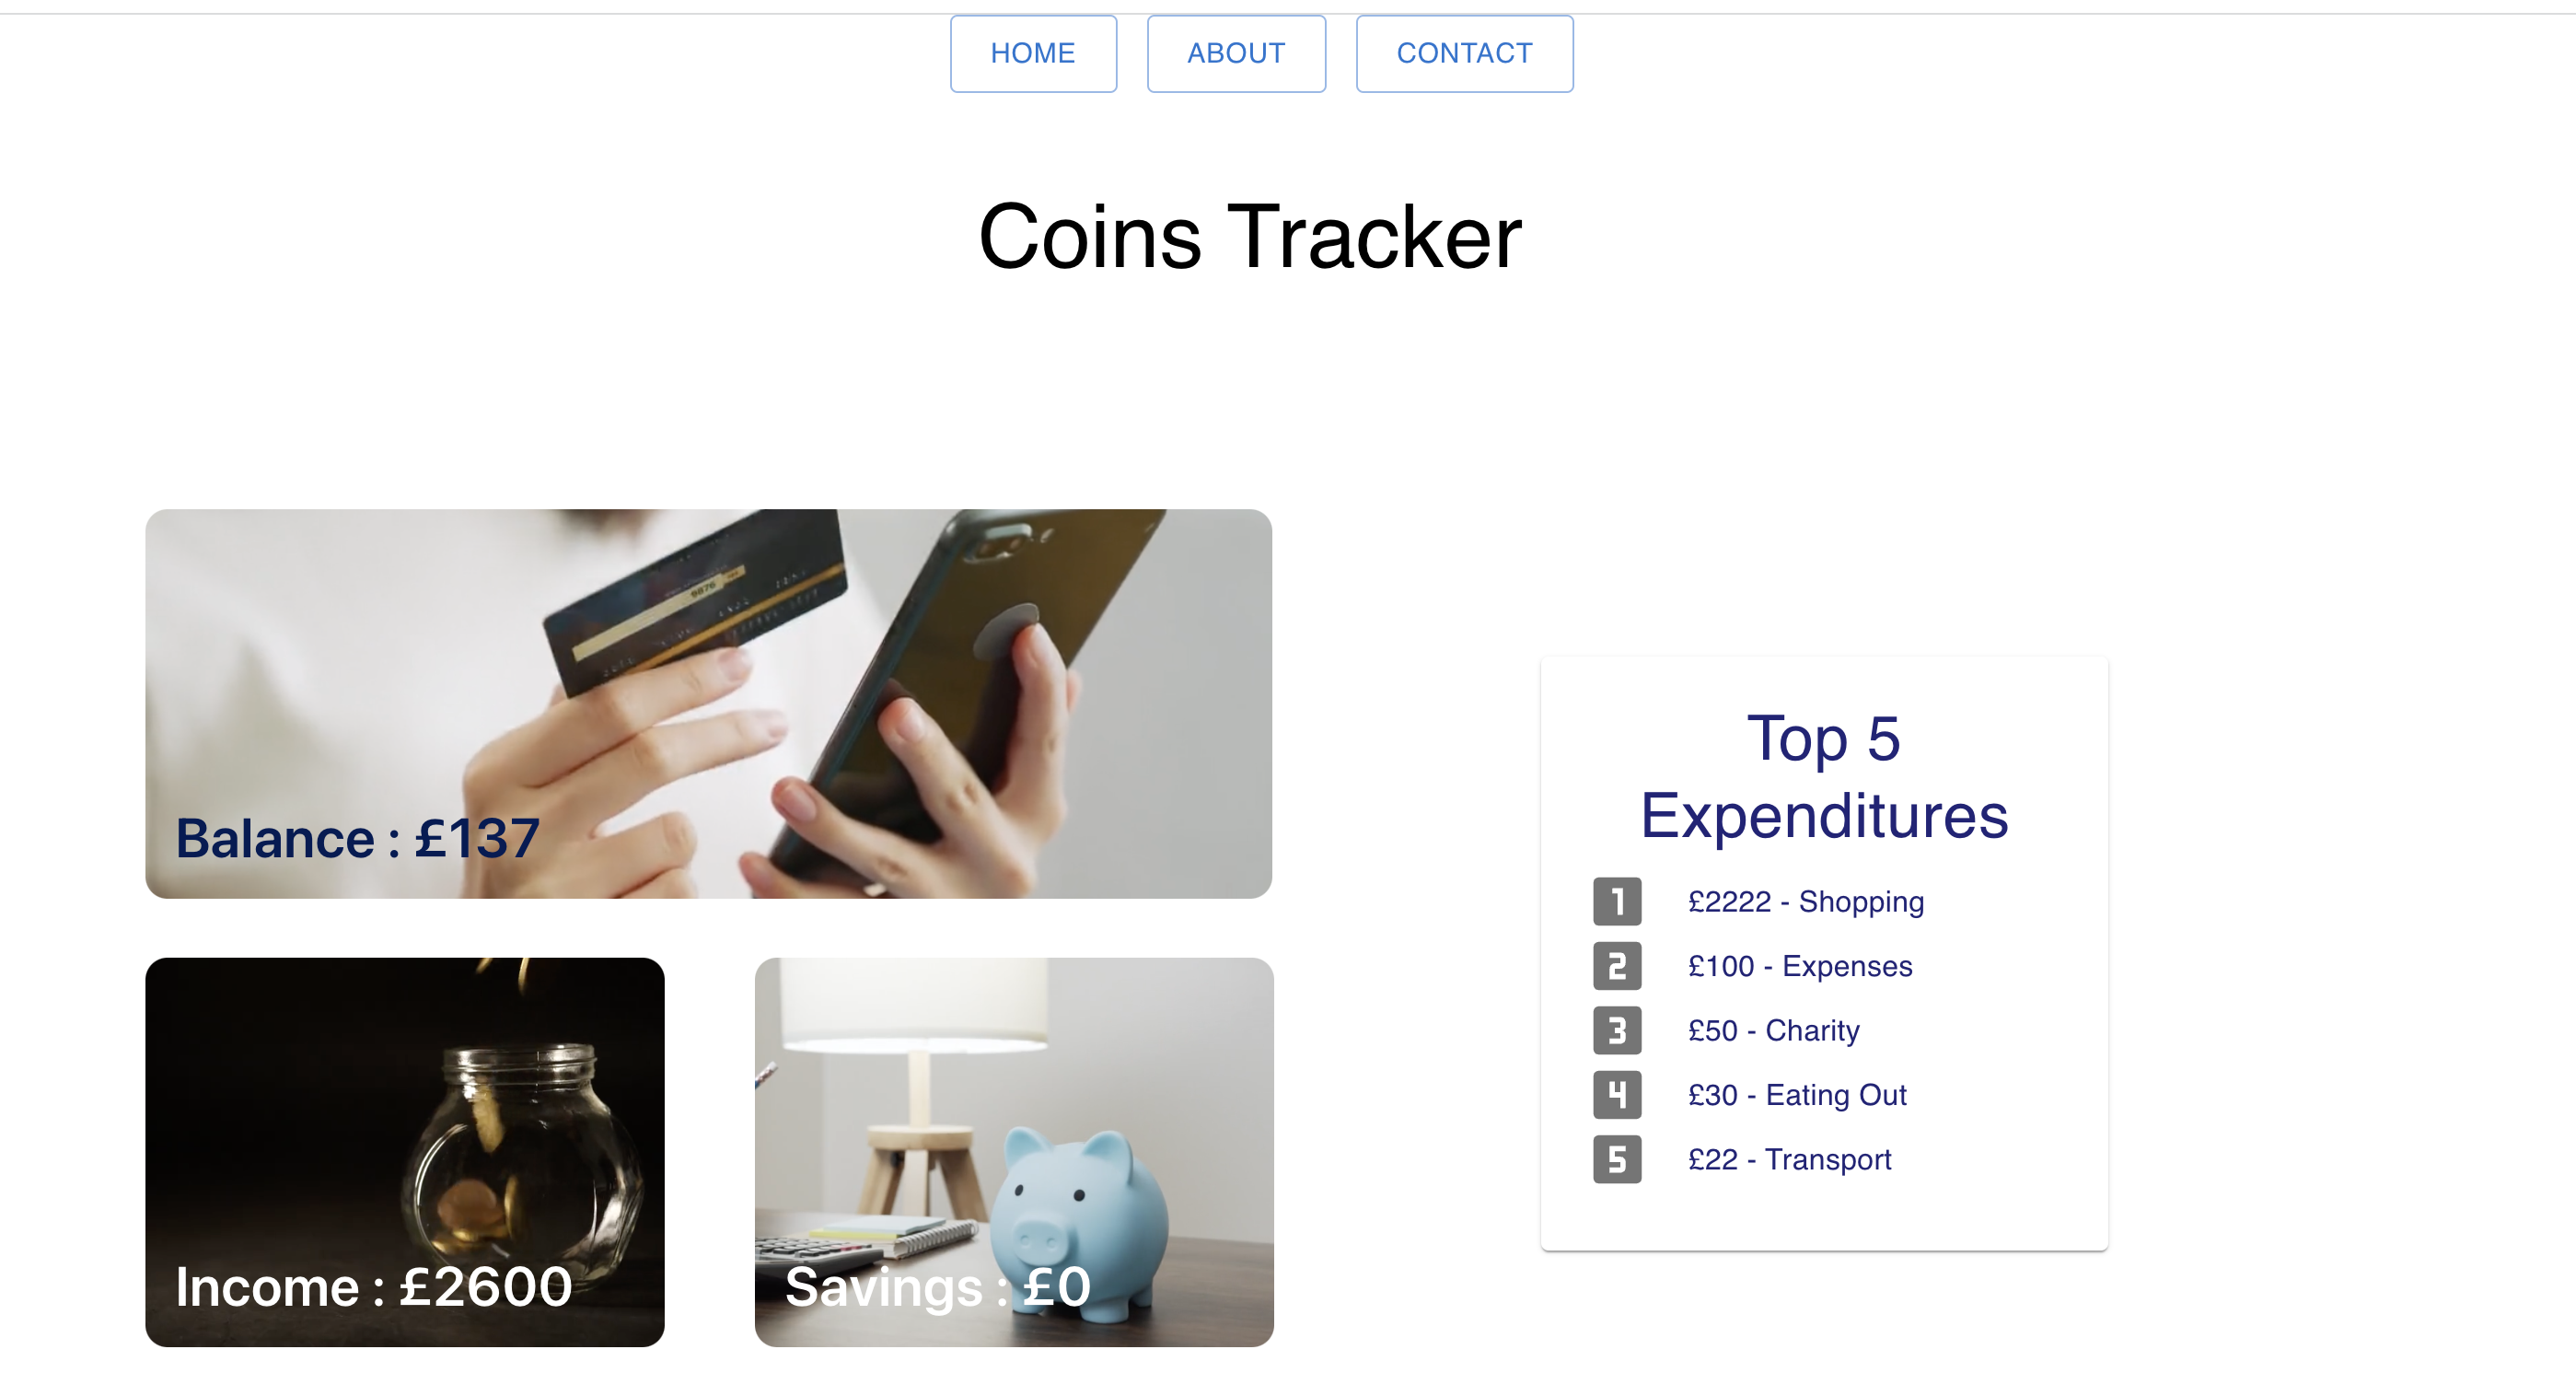 HOME ABOUT CONTACT
Coins Tracker
9876
Balance : £137
Income : £2600
Savings : £0
Top 5
Expenditures
1 £2222 - Shopping
2 £100 - Expenses
3 £50 - Charity
4 £30 - Eating Out
5 £22 - Transport